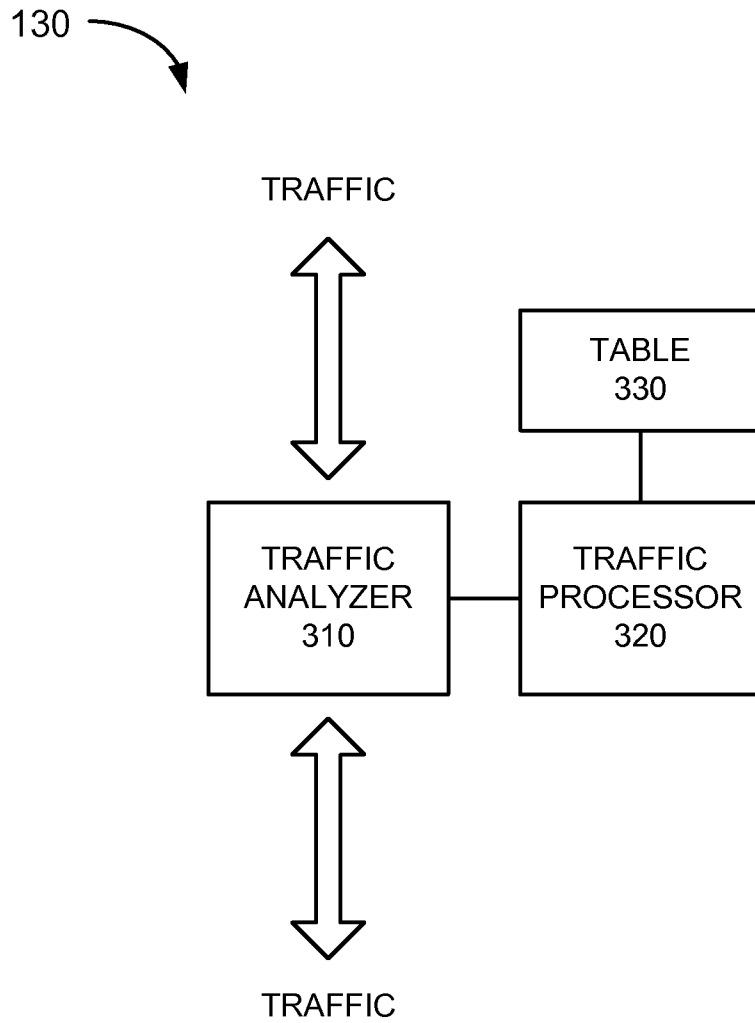 130
TRAFFIC
TABLE
330
TRAFFIC
ANALYZER
310
TRAFFIC
PROCESSOR
320
TRAFFIC